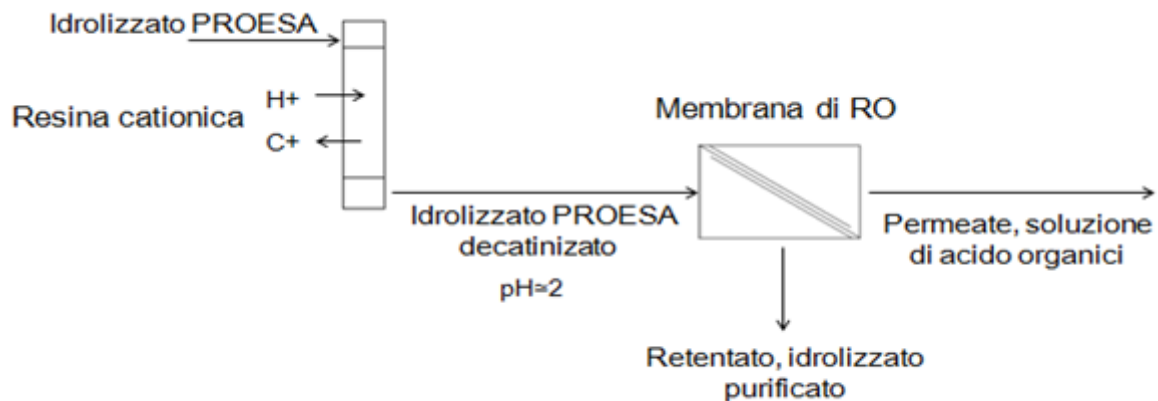 Idrolizzato PROESA
Resina cationica
H+
C+
Membrana di RO
Idrolizzato PROESA
decatinizato
pH≃2
Permeate, soluzione
di acido organici
Retentato, idrolizzato
purificato